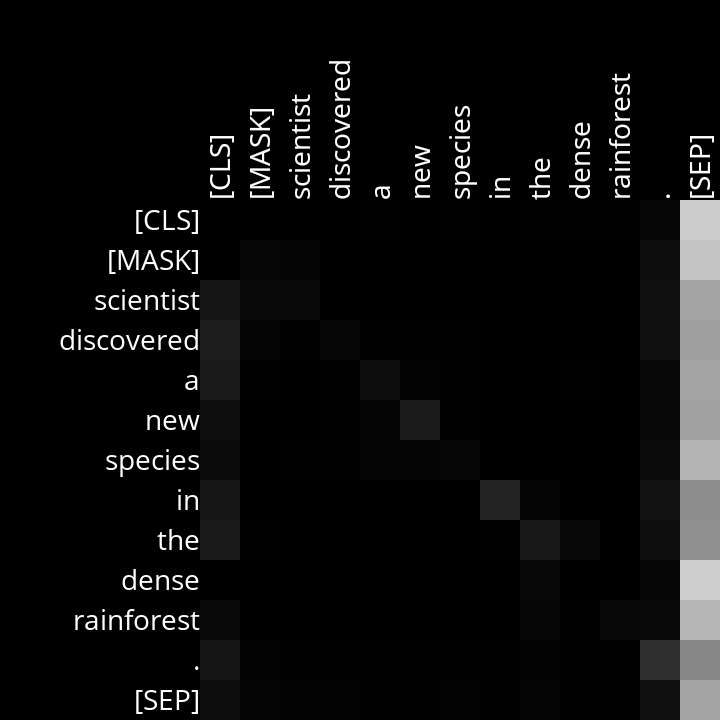 [CLS] [MASK] scientist discovered a new species in the dense rainforest . [SEP]
[CLS]
[MASK]
scientist
discovered
a
new
species
in
the
dense
rainforest
.
[SEP]